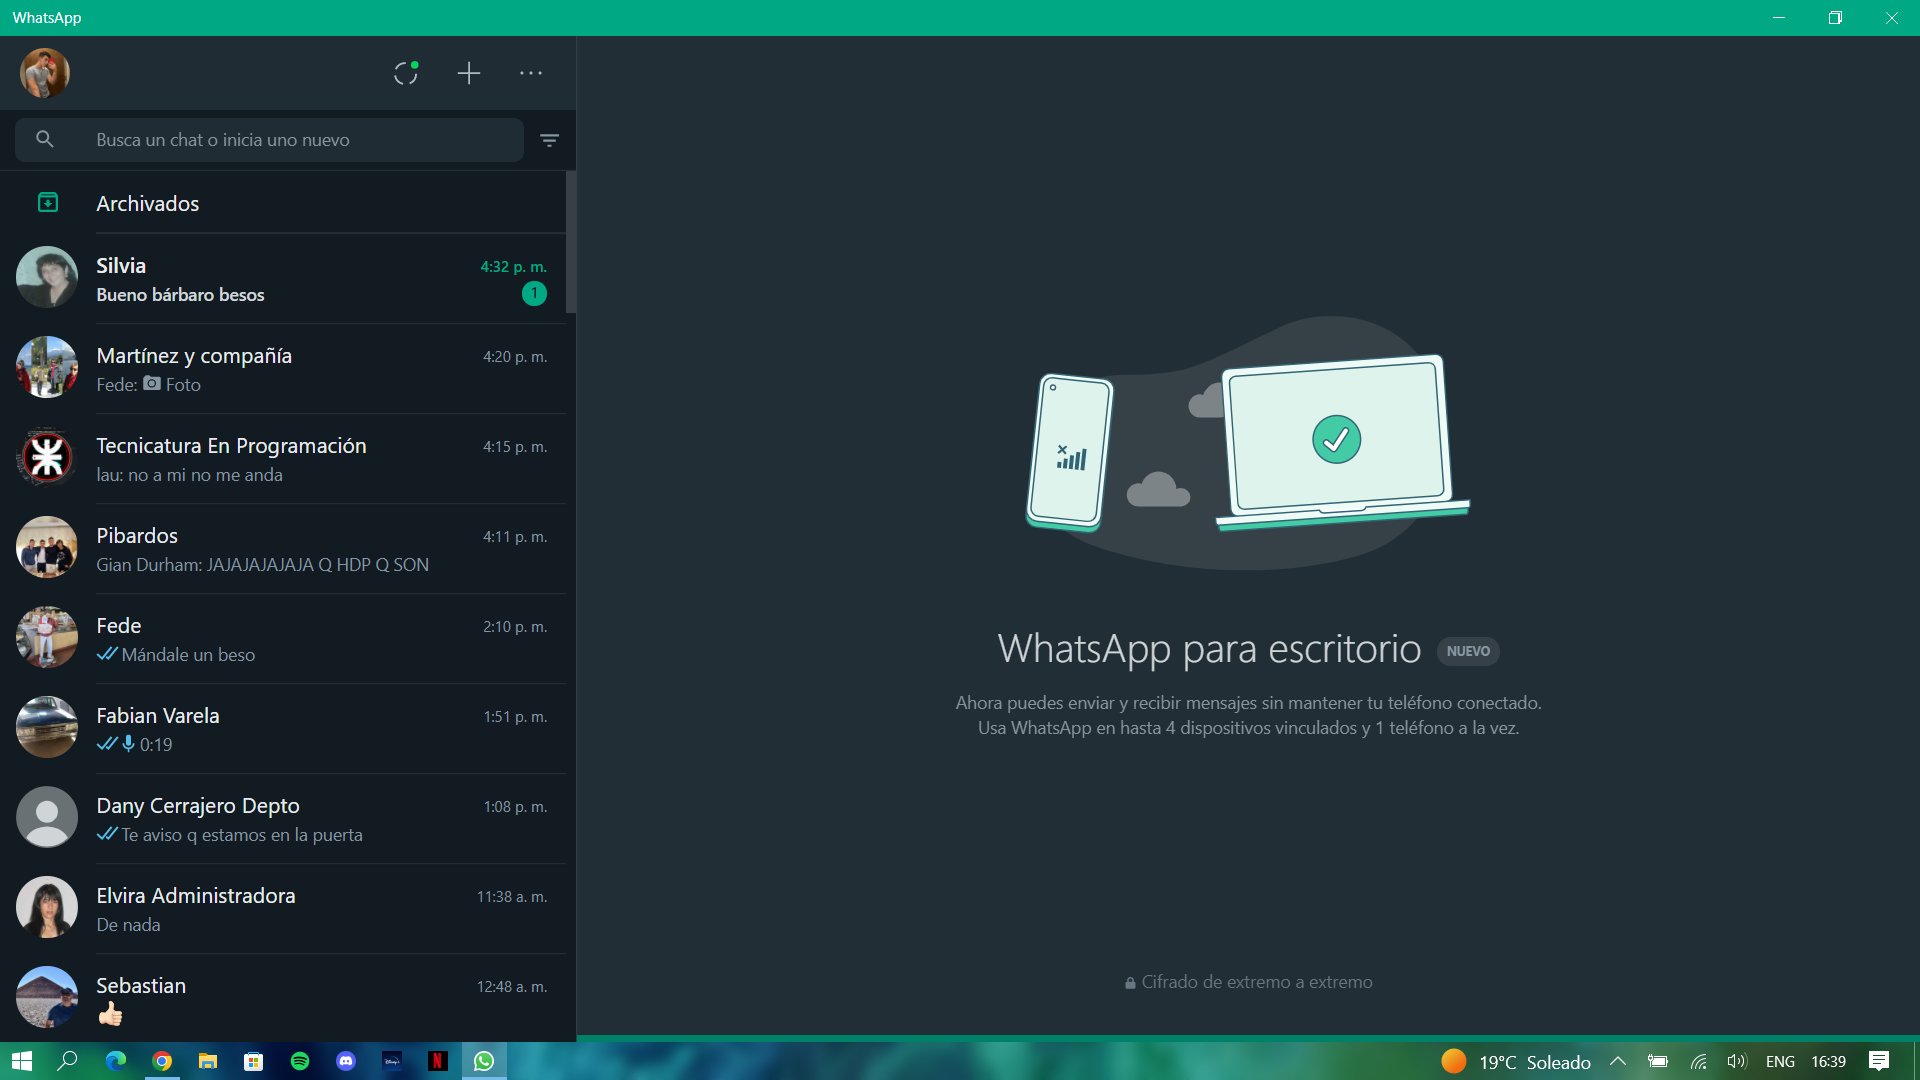 WhatsApp
Busca un chat o inicia uno nuevo
Archivados
Silvia
4:32 p. m.
Bueno bárbaro besos
1
Martínez y compañía
4:20 p. m.
Fede: Foto
Tecnicatura En Programación
4:15 p. m.
lau: no a mi no me anda
Pibardos
4:11 p. m.
Gian Durham: JAJAJAJAJAJA Q HDP Q SON
Fede
2:10 p. m.
Mándale un beso
Fabian Varela
1:51 p. m.
0:19
Dany Cerrajero Depto
1:08 p. m.
Te aviso q estamos en la puerta
Elvira Administradora
11:38 a. m.
De nada
Sebastian
12:48 a. m.
👍🏻
WhatsApp para escritorio NUEVO
Ahora puedes enviar y recibir mensajes sin mantener tu teléfono conectado.
Usa WhatsApp en hasta 4 dispositivos vinculados y 1 teléfono a la vez.
Cifrado de extremo a extremo
Disney+
N
19°C Soleado
ENG
16:39